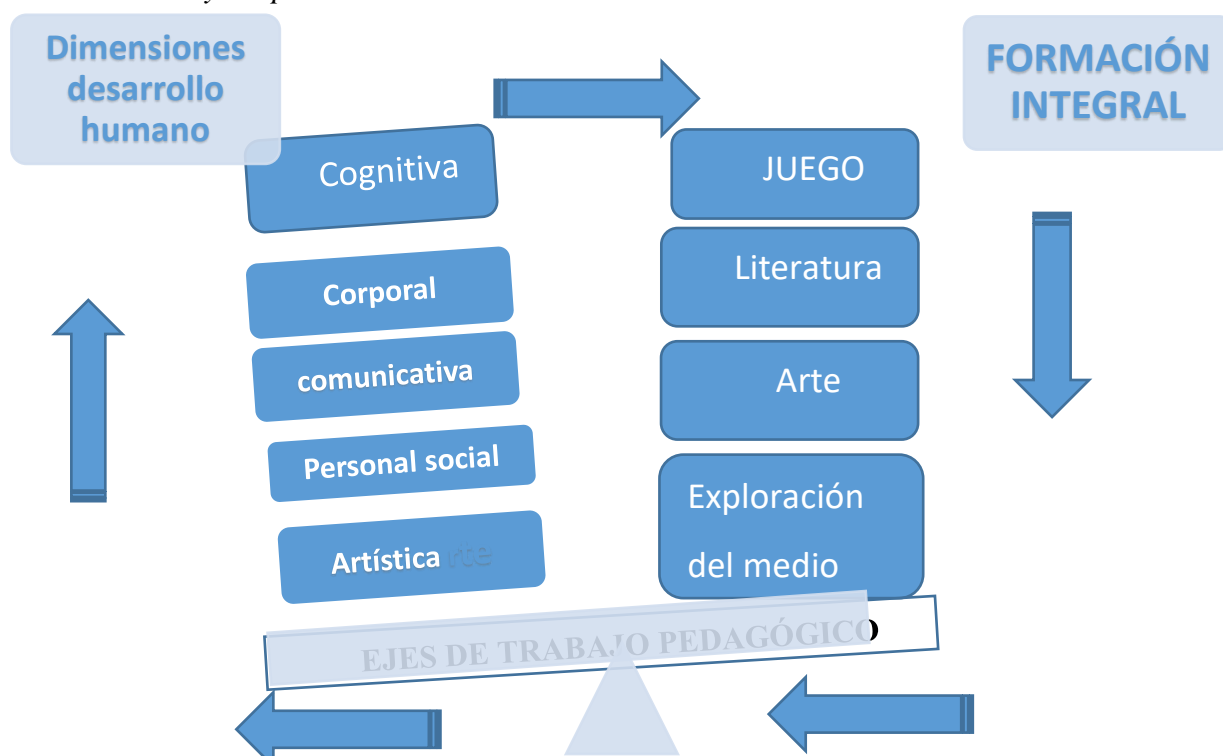 Dimensiones
desarrollo
humano
FORMACIÓN
INTEGRAL
Cognitiva
Corporal
comunicativa
Personal social
Artística rte
JUEGO
Literatura
Arte
Exploración
del medio
EJES DE TRABAJO PEDAGÓGICO